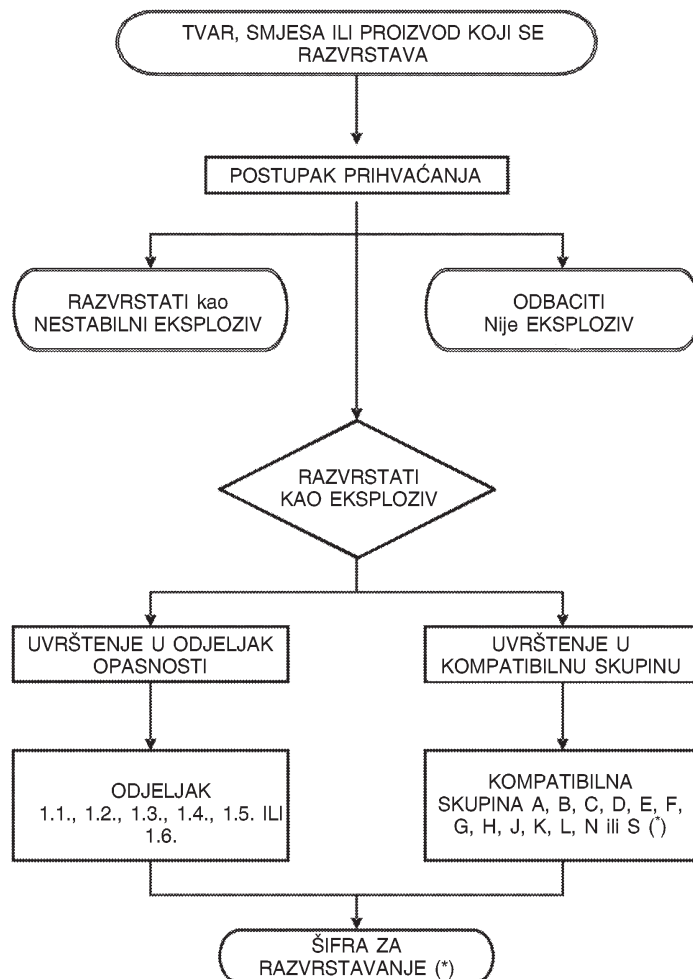 TVAR, SMJESA ILI PROIZVOD KOJI SE
RAZVRSTAVA
POSTUPAK PRIHVAĆANJA
RAZVRSTATI kao
NESTABILNI EKSPLOZIV
ODBACITI
Nije EKSPLOZIV
RAZVRSTATI
KAO EKSPLOZIV
UVRŠTENJE U ODJELJAK
OPASNOSTI
UVRŠTENJE U
KOMPATIBILNU SKUPINU
ODJELJAK
1.1., 1.2., 1.3., 1.4., 1.5. ILI
1.6.
KOMPATIBILNA
SKUPINA A, B, C, D, E, F,
G, H, J, K, L, N ili S (*)
ŠIFRA ZA
RAZVRSTAVANJE (*)